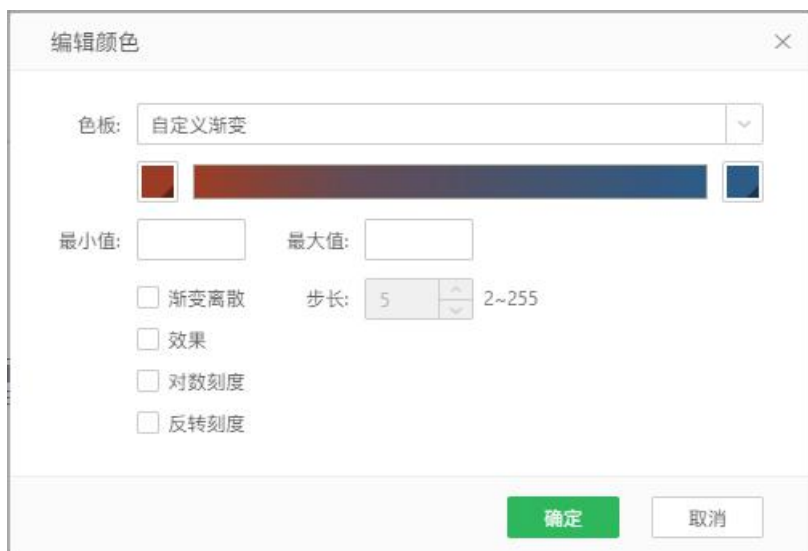 编辑颜色
色板: 自定义渐变
最小值: 最大值:
渐变离散 步长: 5 2~255
效果
对数刻度
反转刻度
确定 取消